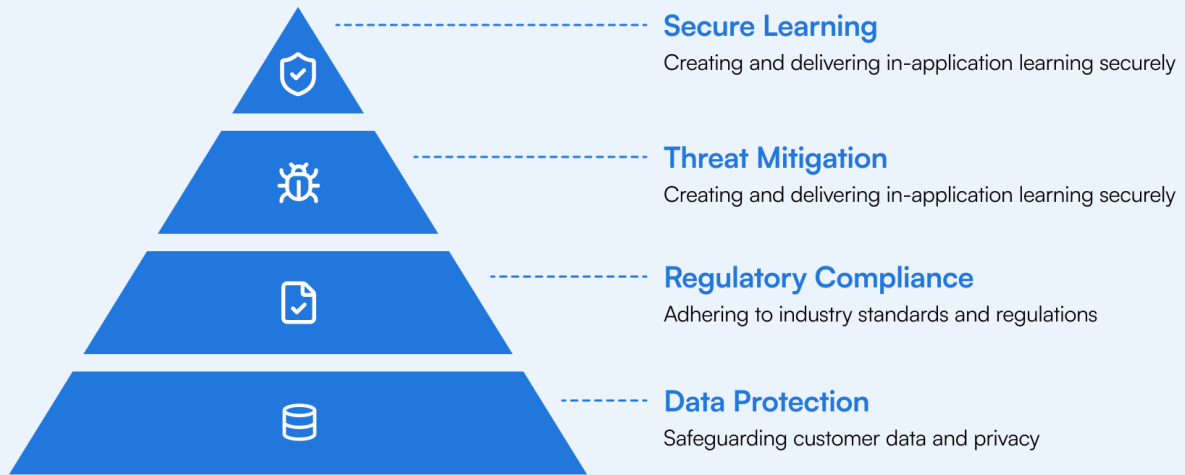 Secure Learning
Creating and delivering in-application learning securely
Threat Mitigation
Creating and delivering in-application learning securely
Regulatory Compliance
Adhering to industry standards and regulations
Data Protection
Safeguarding customer data and privacy